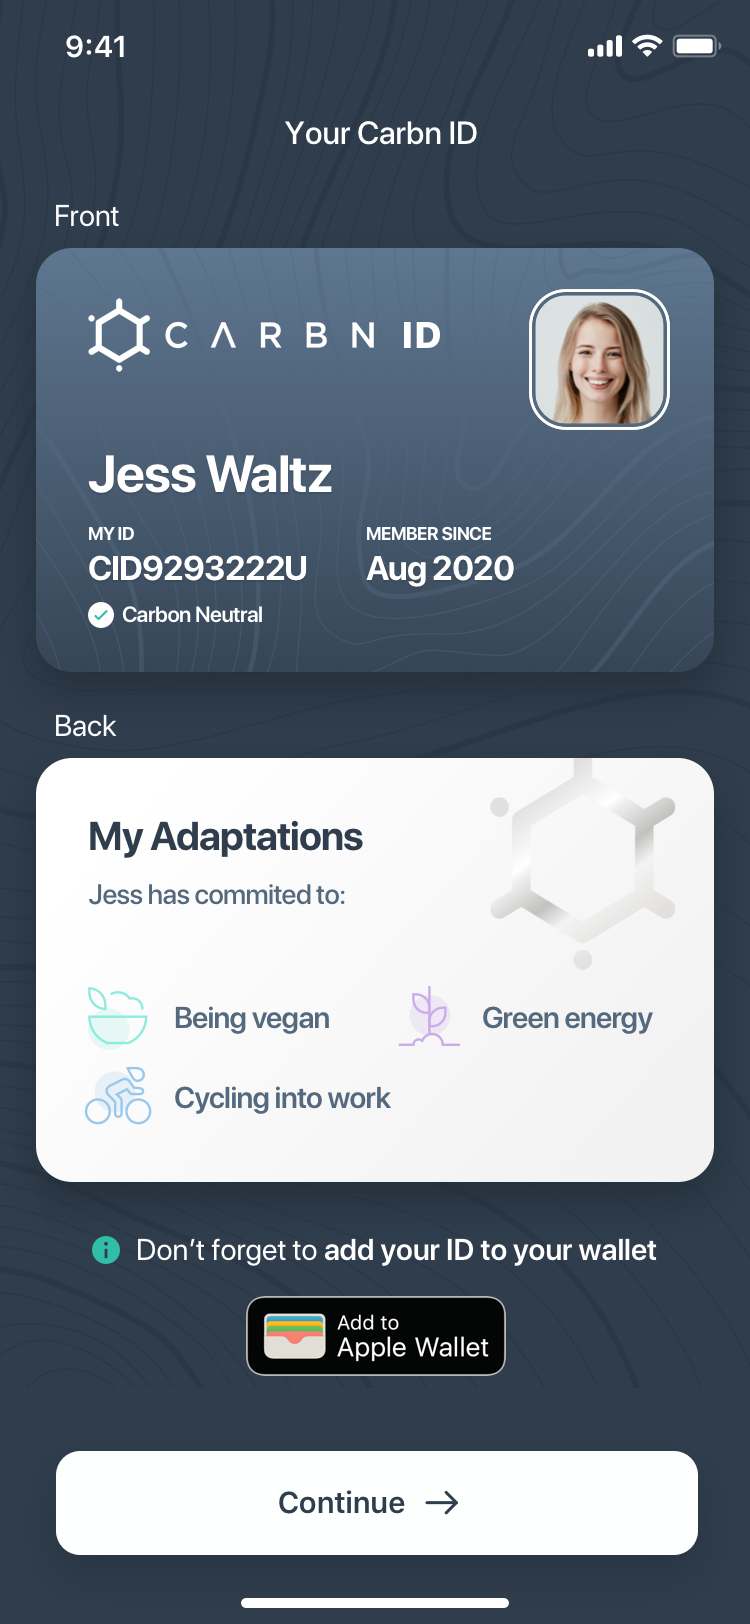 9:41
Your Carbn ID
Front
CARBN ID
Jess Waltz
MY ID
CID9293222U
MEMBER SINCE
Aug 2020
Carbon Neutral
Back
My Adaptations
Jess has commited to:
Being vegan
Green energy
Cycling into work
Don’t forget to add your ID to your wallet
Add to
Apple Wallet
Continue